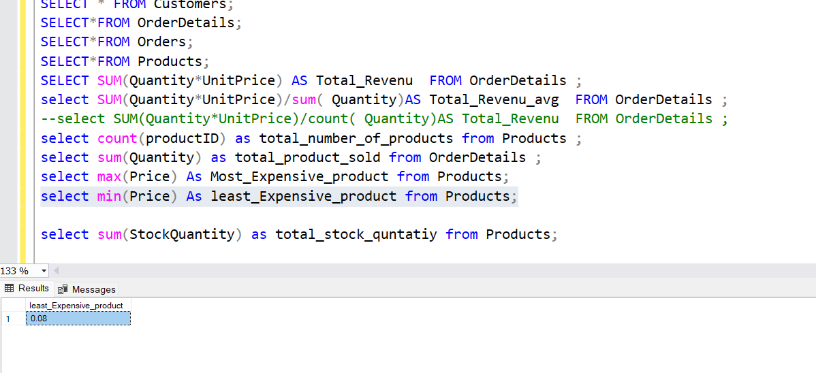 SELECT * FROM Customers;
SELECT*FROM OrderDetails;
SELECT*FROM Orders;
SELECT*FROM Products;
SELECT SUM(Quantity*UnitPrice) AS Total_Revenu  FROM OrderDetails ;
select SUM(Quantity*UnitPrice)/sum( Quantity)AS Total_Revenu_avg  FROM OrderDetails ;
--select SUM(Quantity*UnitPrice)/count( Quantity)AS Total_Revenu  FROM OrderDetails ;
select count(productID) as total_number_of_products from Products ;
select sum(Quantity) as total_product_sold from OrderDetails ;
select max(Price) As Most_Expensive_product from Products;
select min(Price) As least_Expensive_product from Products;
select sum(StockQuantity) as total_stock_quntatiy from Products;
133 %
Results Messages
least_Expensive_product
1 0.08